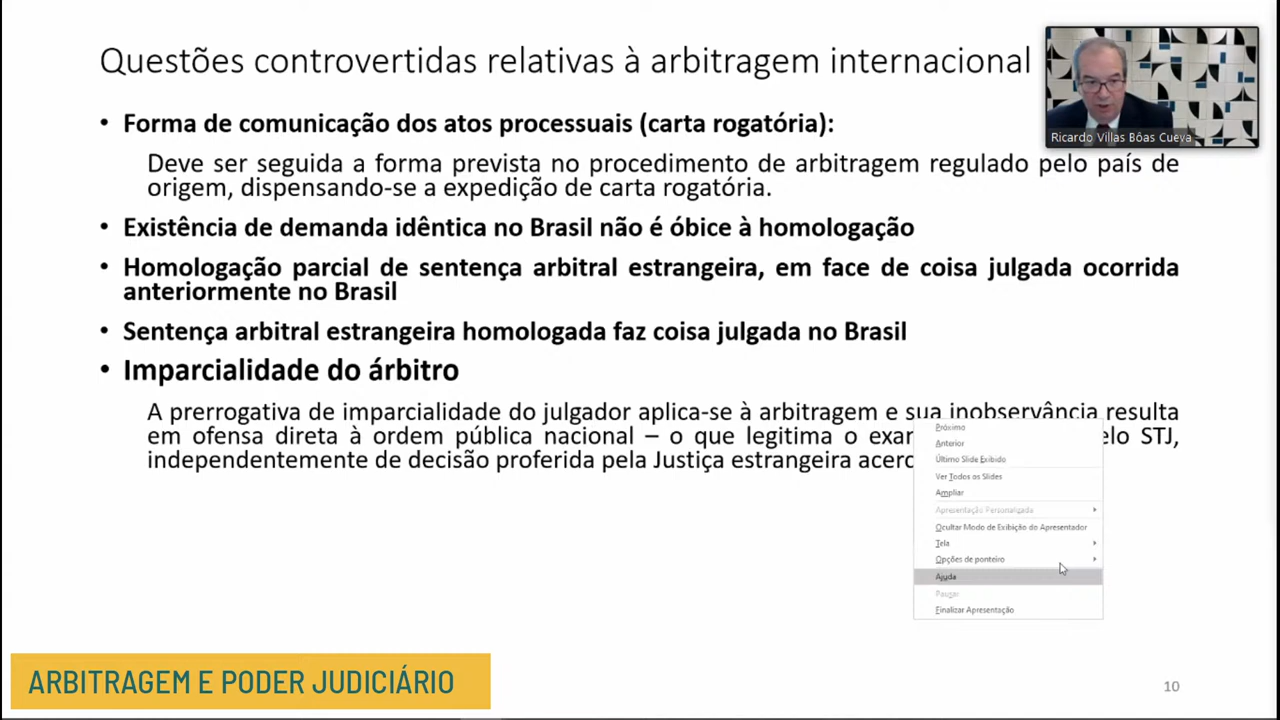 Questões controvertidas relativas à arbitragem internacional
Ricardo Villas Bôas Cueva
• Forma de comunicação dos atos processuais (carta rogatória):
Deve ser seguida a forma prevista no procedimento de arbitragem regulado pelo país de
origem, dispensando-se a expedição de carta rogatória.
• Existência de demanda idêntica no Brasil não é óbice à homologação
• Homologação parcial de sentença arbitral estrangeira, em face de coisa julgada ocorrida
anteriormente no Brasil
• Sentença arbitral estrangeira homologada faz coisa julgada no Brasil
• Imparcialidade do árbitro
A prerrogativa de imparcialidade do julgador aplica-se à arbitragem e sua inobservância resulta
em ofensa direta à ordem pública nacional – o que legitima o STJ,
independentemente de decisão proferida pela Justiça estrangeira
Próximo
Anterior
Último Slide Exibido
Ver Todos os Slides
Ampliar
Apresentação Personalizada
Ocultar Modo de Exibição do Apresentador
Tela
Opções de ponteiro
Ajuda
Pausar
Finalizar Apresentação
ARBITRAGEM E PODER JUDICIÁRIO
10